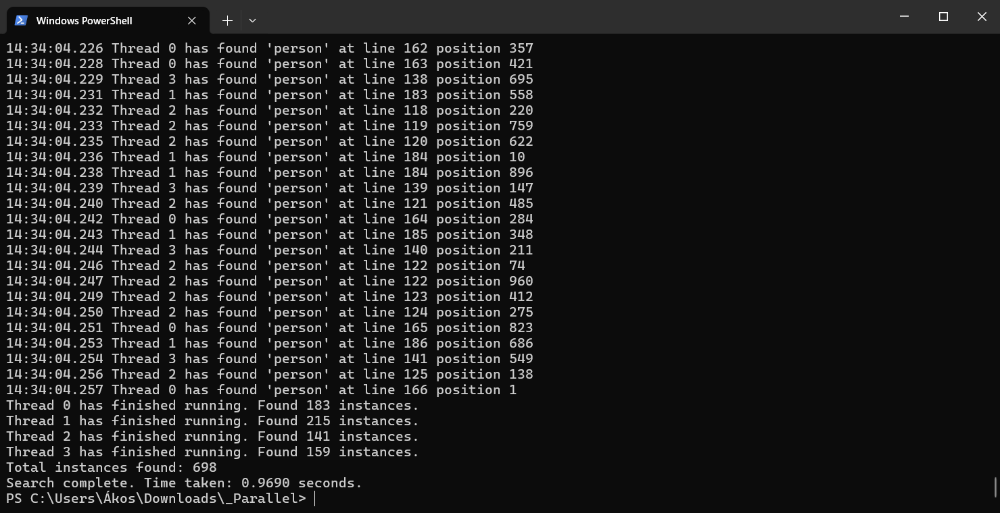 Windows PowerShell
14:34:04.226 Thread 0 has found 'person' at line 162 position 357
14:34:04.228 Thread 0 has found 'person' at line 163 position 421
14:34:04.229 Thread 3 has found 'person' at line 138 position 695
14:34:04.231 Thread 1 has found 'person' at line 183 position 558
14:34:04.232 Thread 2 has found 'person' at line 118 position 220
14:34:04.233 Thread 2 has found 'person' at line 119 position 759
14:34:04.235 Thread 2 has found 'person' at line 120 position 622
14:34:04.236 Thread 1 has found 'person' at line 184 position 10
14:34:04.238 Thread 1 has found 'person' at line 184 position 896
14:34:04.239 Thread 3 has found 'person' at line 139 position 147
14:34:04.240 Thread 2 has found 'person' at line 121 position 485
14:34:04.242 Thread 0 has found 'person' at line 164 position 284
14:34:04.243 Thread 1 has found 'person' at line 185 position 348
14:34:04.244 Thread 3 has found 'person' at line 140 position 211
14:34:04.246 Thread 2 has found 'person' at line 122 position 74
14:34:04.247 Thread 2 has found 'person' at line 122 position 960
14:34:04.249 Thread 2 has found 'person' at line 123 position 412
14:34:04.250 Thread 2 has found 'person' at line 124 position 275
14:34:04.251 Thread 0 has found 'person' at line 165 position 823
14:34:04.253 Thread 1 has found 'person' at line 186 position 686
14:34:04.254 Thread 3 has found 'person' at line 141 position 549
14:34:04.256 Thread 2 has found 'person' at line 125 position 138
14:34:04.257 Thread 0 has found 'person' at line 166 position 1
Thread 0 has finished running. Found 183 instances.
Thread 1 has finished running. Found 215 instances.
Thread 2 has finished running. Found 141 instances.
Thread 3 has finished running. Found 159 instances.
Total instances found: 698
Search complete. Time taken: 0.9690 seconds.
PS C:\Users\Ákos\Downloads\_Parallel>